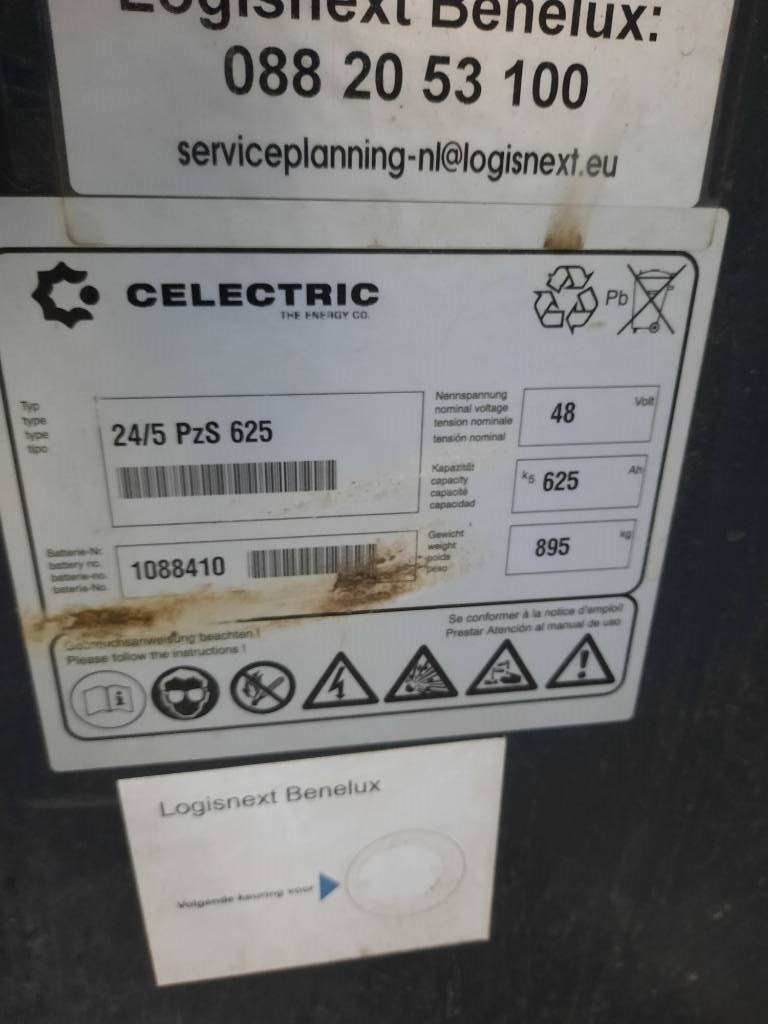 Logisnext Benelux:
088 20 53 100
serviceplanning-nl@logisnext.eu
CELECTRIC
THE ENERGY CO.
Pb
Typ
type
type
tipo
24/5 PzS 625
Nennspannung
nominal voltage
tension nominale
tensión nominal
48 Volt
Kapazität
capacity
capacité
capacidad
k5 625 Ah
Batterie-Nr.
battery no.
batterie-no.
batería-No.
1088410
Gewicht
weight
poids
peso
895 kg
Gebrauchsanweisung beachten !
Please follow the instructions !
Se conformer à la notice d'emploi!
Prestar Atención al manual de uso
Logisnext Benelux
Volgende keuring voor